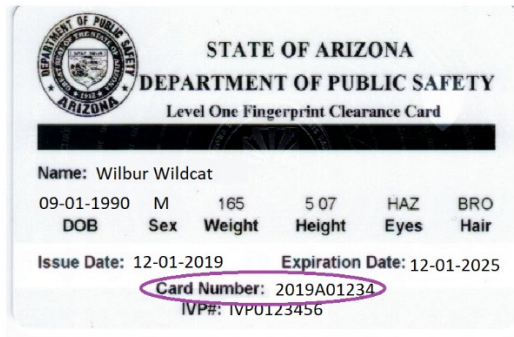 DEPARTMENT OF PUBLIC SAFETY
ARIZONA
STATE OF ARIZONA
DEPARTMENT OF PUBLIC SAFETY
Level One Fingerprint Clearance Card
Name: Wilbur Wildcat
09-01-1990 M 165 5 07 HAZ BRO
DOB Sex Weight Height Eyes Hair
Issue Date: 12-01-2019 Expiration Date: 12-01-2025
Card Number: 2019A01234
IVP#: IVP0123456